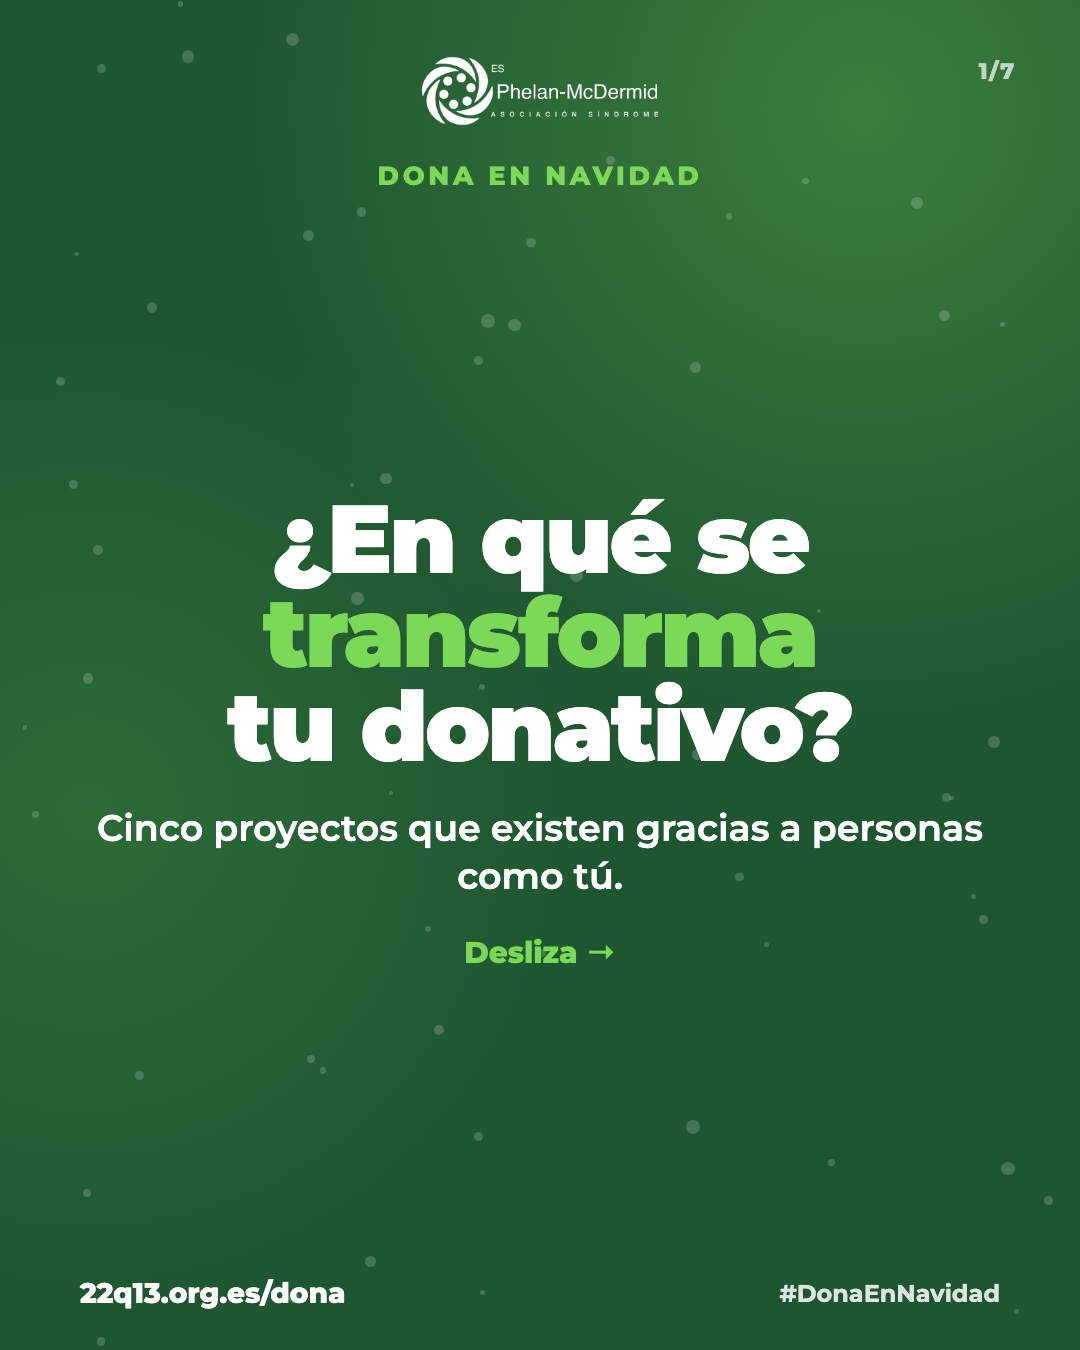 ES
Phelan-McDermid
ASOCIACIÓN SÍNDROME
1/7
DONA EN NAVIDAD
¿En qué se
transforma
tu donativo?
Cinco proyectos que existen gracias a personas
como tú.
Desliza →
22q13.org.es/dona
#DonaEnNavidad